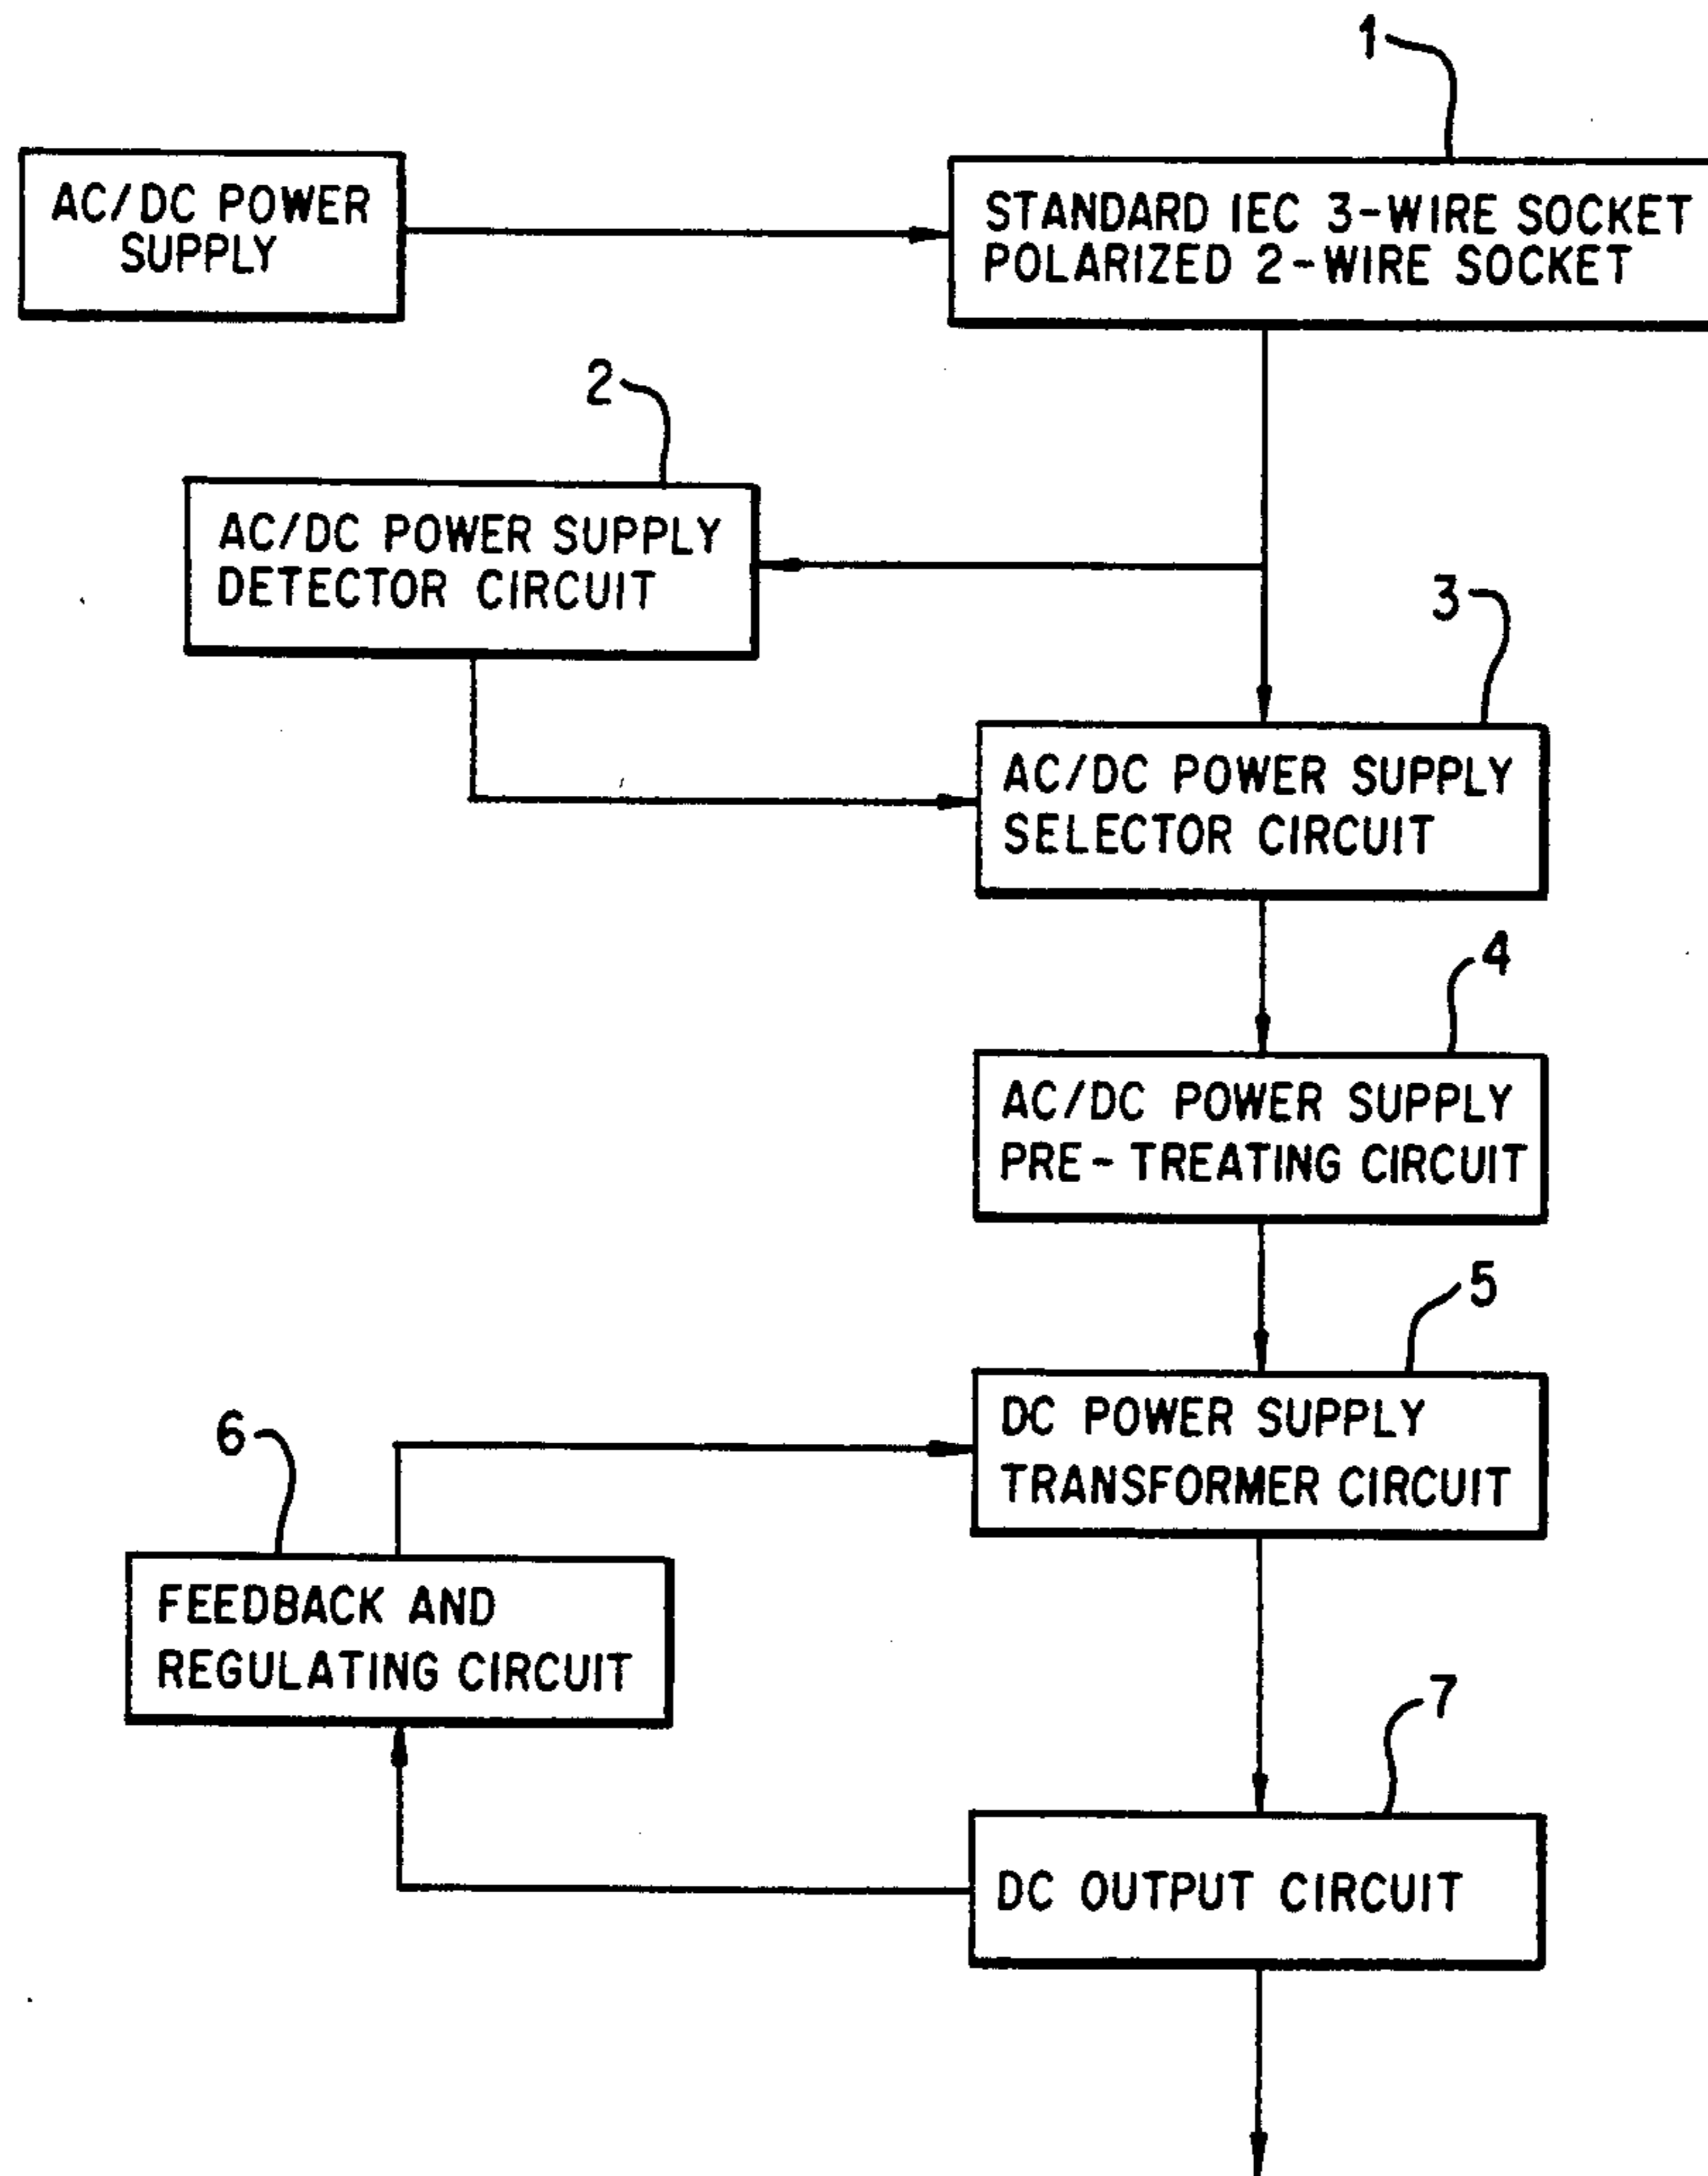 1
AC/DC POWER
SUPPLY
STANDARD IEC 3-WIRE SOCKET
POLARIZED 2-WIRE SOCKET
2
AC/DC POWER SUPPLY
DETECTOR CIRCUIT
3
AC/DC POWER SUPPLY
SELECTOR CIRCUIT
4
AC/DC POWER SUPPLY
PRE-TREATING CIRCUIT
5
DC POWER SUPPLY
TRANSFORMER CIRCUIT
6
FEEDBACK AND
REGULATING CIRCUIT
7
DC OUTPUT CIRCUIT